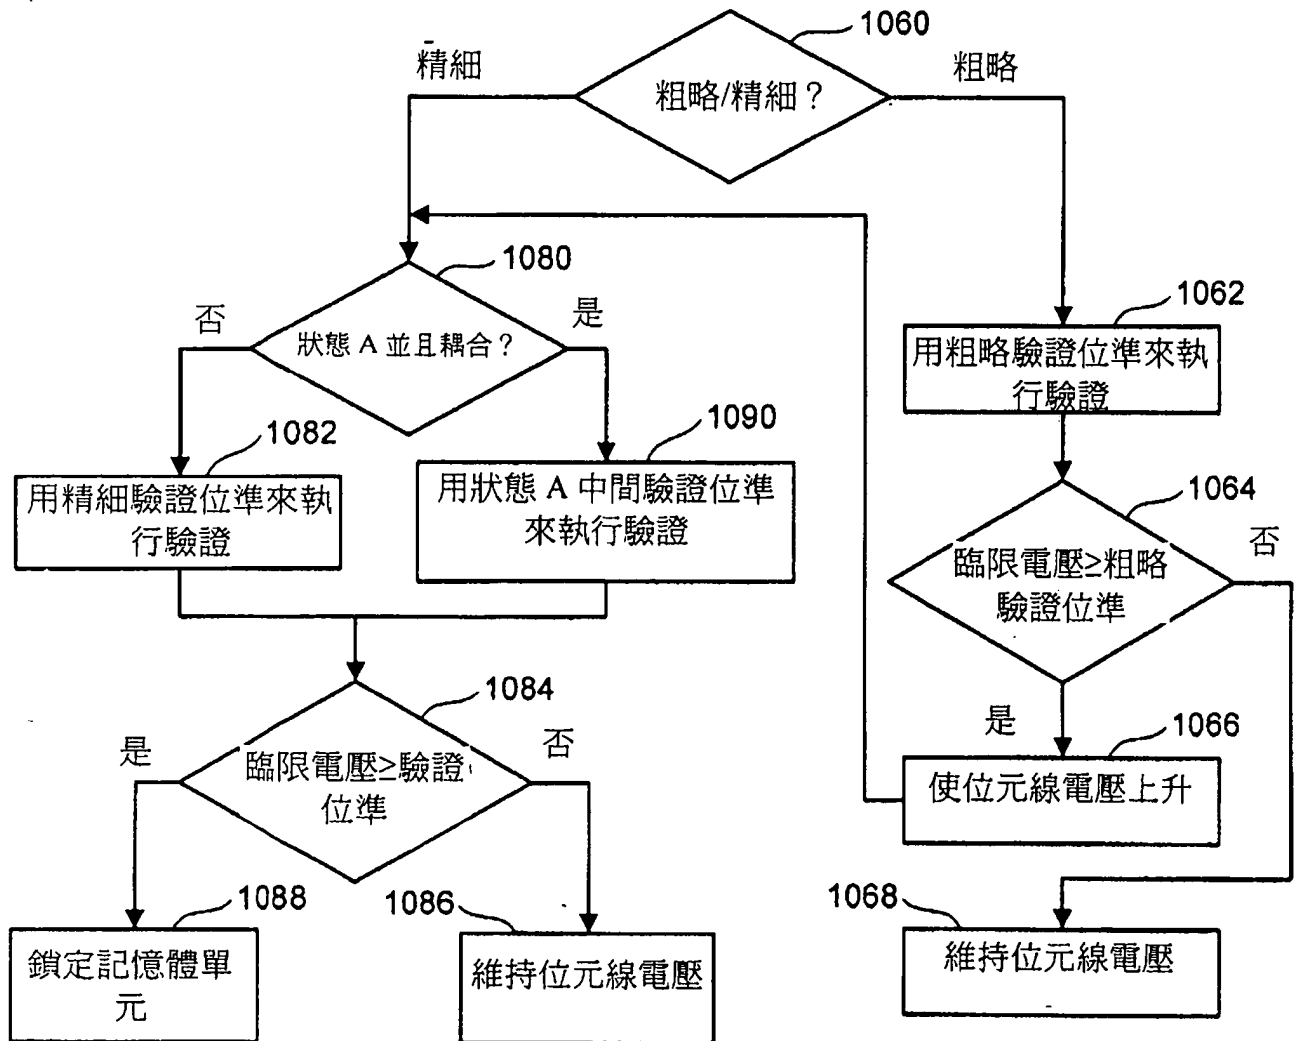 1060
精細
粗略/精細？
粗略
1080
否
狀態 A 並且耦合？
是
1062
用粗略驗證位準來執
行驗證
1082
用精細驗證位準來執
行驗證
1090
用狀態 A 中間驗證位準
來執行驗證
1064
臨限電壓≥粗略
驗證位準
否
是
1084
是
臨限電壓≥驗證
位準
否
1066
使位元線電壓上升
1088
鎖定記憶體單
元
1086
維持位元線電壓
1068
維持位元線電壓